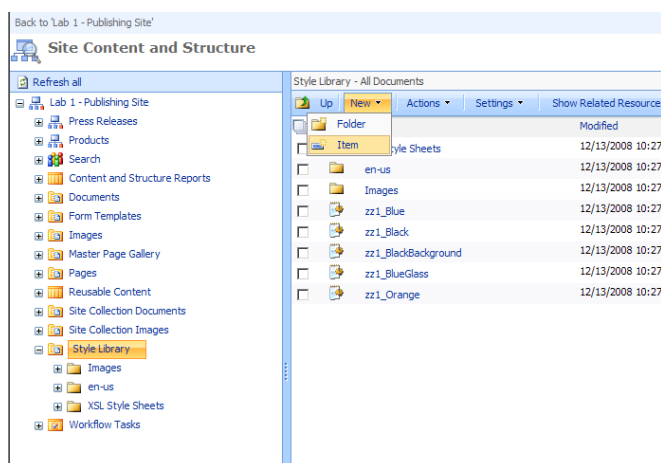 Back to 'Lab 1 - Publishing Site'
Site Content and Structure
Refresh all
Lab 1 - Publishing Site
Press Releases
Products
Search
Content and Structure Reports
Documents
Form Templates
Images
Master Page Gallery
Pages
Reusable Content
Site Collection Documents
Site Collection Images
Style Library
Images
en-us
XSL Style Sheets
Workflow Tasks
Style Library - All Documents
Up New Actions Settings Show Related Resource
Folder
Item
Modified
tyle Sheets 12/13/2008 10:27
en-us 12/13/2008 10:27
Images 12/13/2008 10:27
zz1_Blue 12/13/2008 10:27
zz1_Black 12/13/2008 10:27
zz1_BlackBackground 12/13/2008 10:27
zz1_BlueGlass 12/13/2008 10:27
zz1_Orange 12/13/2008 10:27